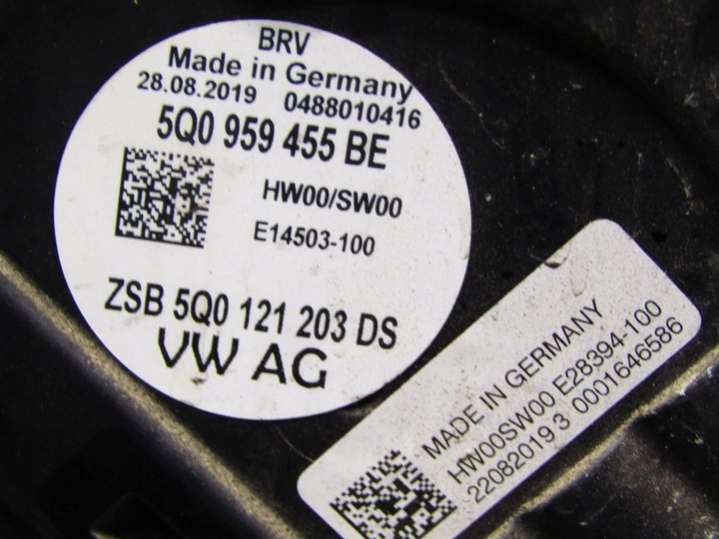 BRV
Made in Germany
28.08.2019 0488010416
5Q0 959 455 BE
HW00/SW00
E14503-100
ZSB 5Q0 121 203 DS
VW AG
MADE IN GERMANY
HW00SW00 E28394-100
22082019 3 0001646586